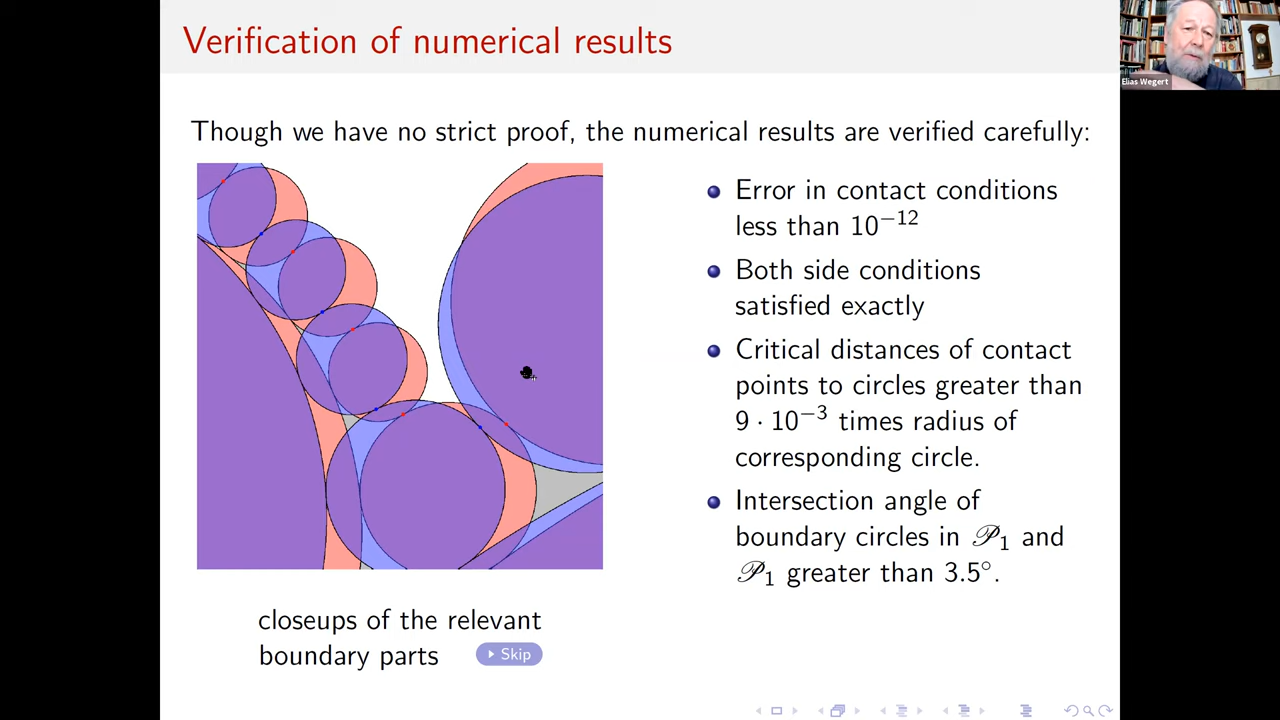 Verification of numerical results
Elias Wegert
Though we have no strict proof, the numerical results are verified carefully:
Error in contact conditions
less than 10⁻¹²
Both side conditions
satisfied exactly
Critical distances of contact
points to circles greater than
9 · 10⁻³ times radius of
corresponding circle.
Intersection angle of
boundary circles in 𝒫₁ and
𝒫₁ greater than 3.5°.
closeups of the relevant
boundary parts
Skip